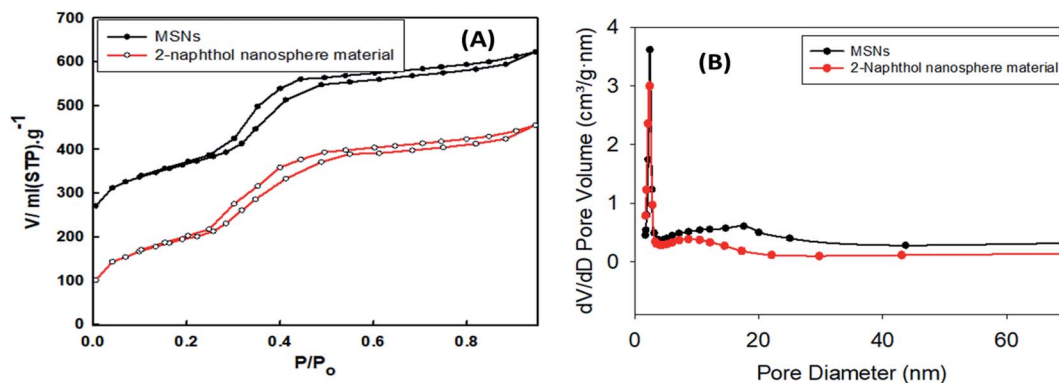 (A)
MSNs
2-naphthol nanosphere material
700
600
500
400
300
200
100
0
V/ ml(STP).g-1
0.0 0.2 0.4 0.6 0.8
P/Po
(B)
MSNs
2-Naphthol nanosphere material
4
3
2
1
0
dV/dD Pore Volume (cm³/g·nm)
0 20 40 60
Pore Diameter (nm)